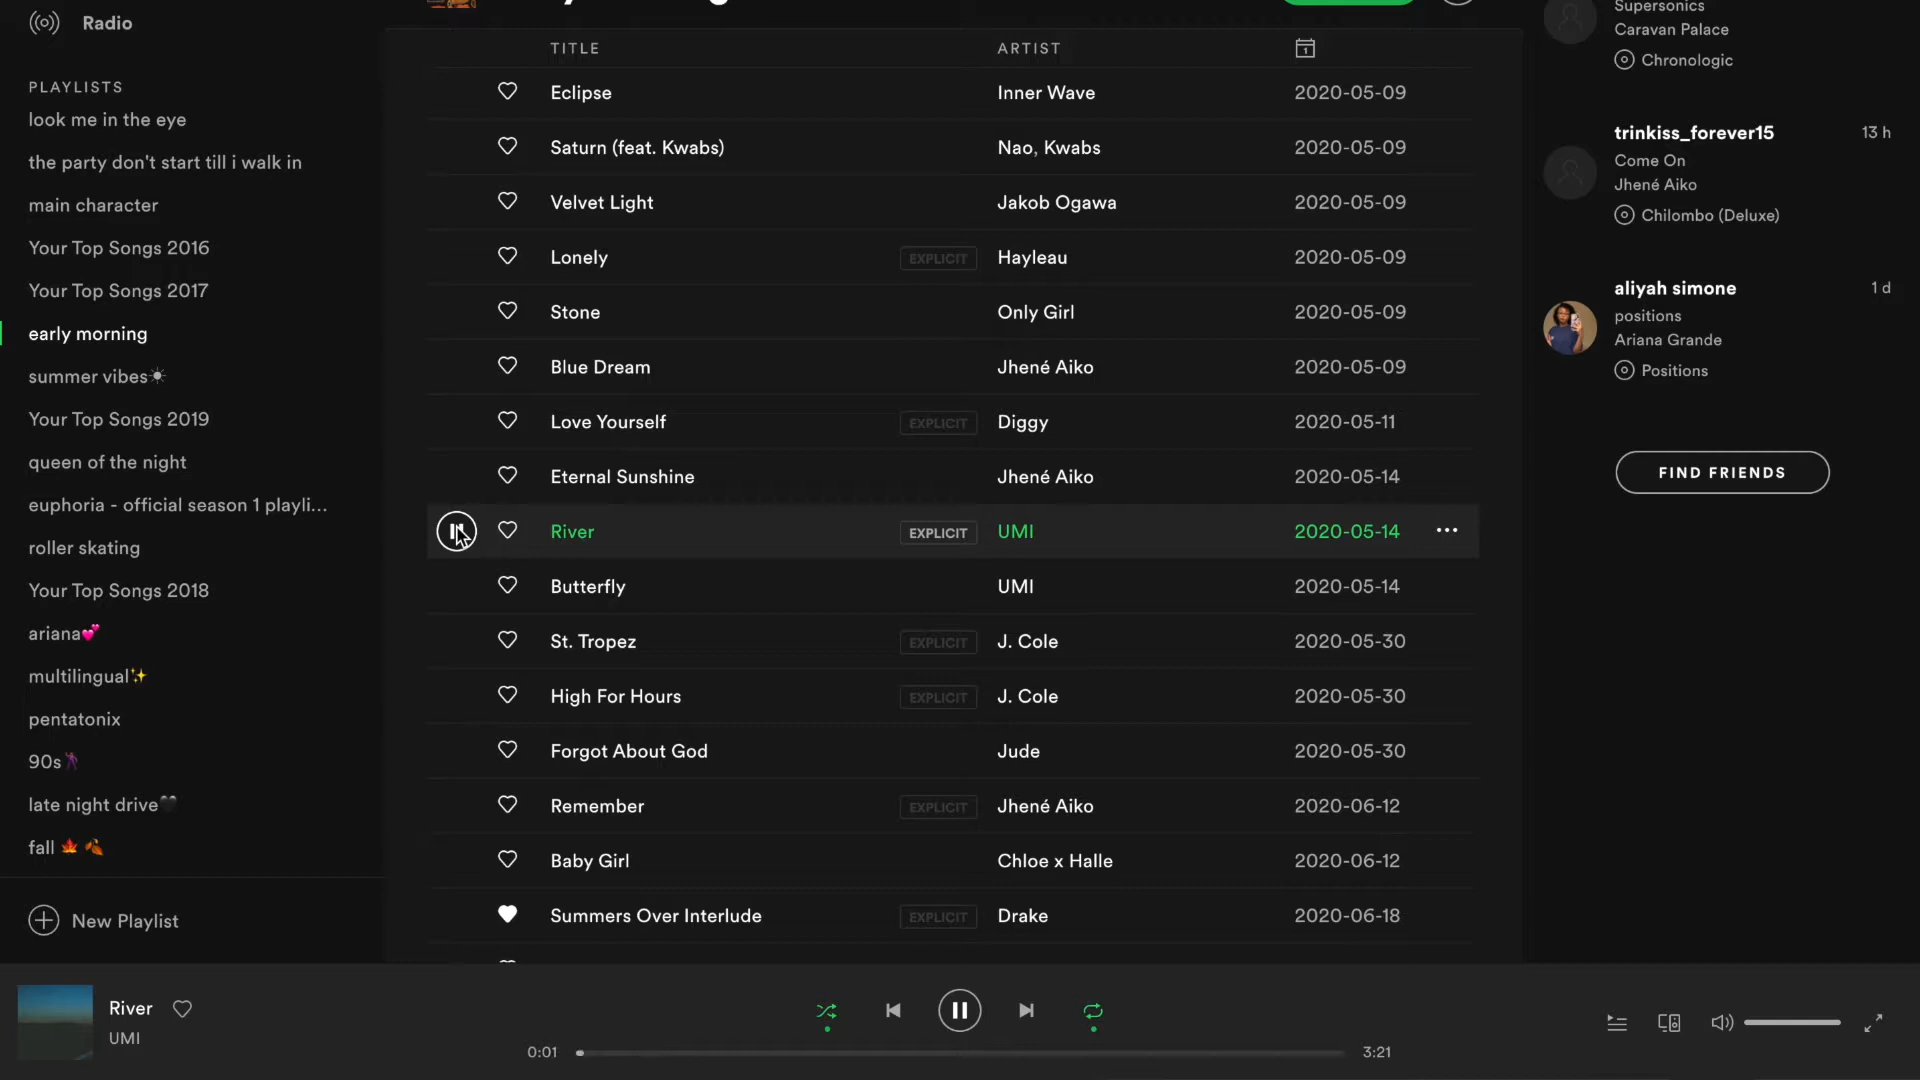 Radio
PLAYLISTS
look me in the eye
the party don't start till i walk in
main character
Your Top Songs 2016
Your Top Songs 2017
early morning
summer vibes☀
Your Top Songs 2019
queen of the night
euphoria - official season 1 playli...
roller skating
Your Top Songs 2018
ariana💕
multilingual✨
pentatonix
90s🕺
late night drive🖤
fall 🍁 🍂
New Playlist
TITLE ARTIST
Eclipse Inner Wave 2020-05-09
Saturn (feat. Kwabs) Nao, Kwabs 2020-05-09
Velvet Light Jakob Ogawa 2020-05-09
Lonely EXPLICIT Hayleau 2020-05-09
Stone Only Girl 2020-05-09
Blue Dream Jhené Aiko 2020-05-09
Love Yourself EXPLICIT Diggy 2020-05-11
Eternal Sunshine Jhené Aiko 2020-05-14
River EXPLICIT UMI 2020-05-14
Butterfly UMI 2020-05-14
St. Tropez EXPLICIT J. Cole 2020-05-30
High For Hours EXPLICIT J. Cole 2020-05-30
Forgot About God Jude 2020-05-30
Remember EXPLICIT Jhené Aiko 2020-06-12
Baby Girl Chloe x Halle 2020-06-12
Summers Over Interlude EXPLICIT Drake 2020-06-18
Supersonics
Caravan Palace
Chronologic
trinkiss_forever15 13 h
Come On
Jhené Aiko
Chilombo (Deluxe)
aliyah simone 1 d
positions
Ariana Grande
Positions
FIND FRIENDS
River
UMI
0:01 3:21